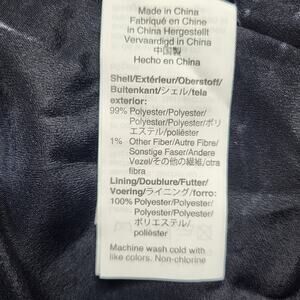 Made in China
Fabriqué en Chine
in China Hergestellt
Vervaardigd in China
中国製
Hecho en China
Shell/Extérieur/Oberstoff/
Buitenkant/シェル/tela
exterior:
99% Polyester/Polyester/
Polyester/Polyester/ポリ
エステル/poliéster
1% Other Fiber/Autre Fibre/
Sonstige Faser/Andere
Vezel/その他の繊維/otra
fibra
Lining/Doublure/Futter/
Voering/ライニング/forro:
100% Polyester/Polyester/
Polyester/Polyester/
ポリエステル/
poliéster
Machine wash cold with
like colors. Non-chlorine